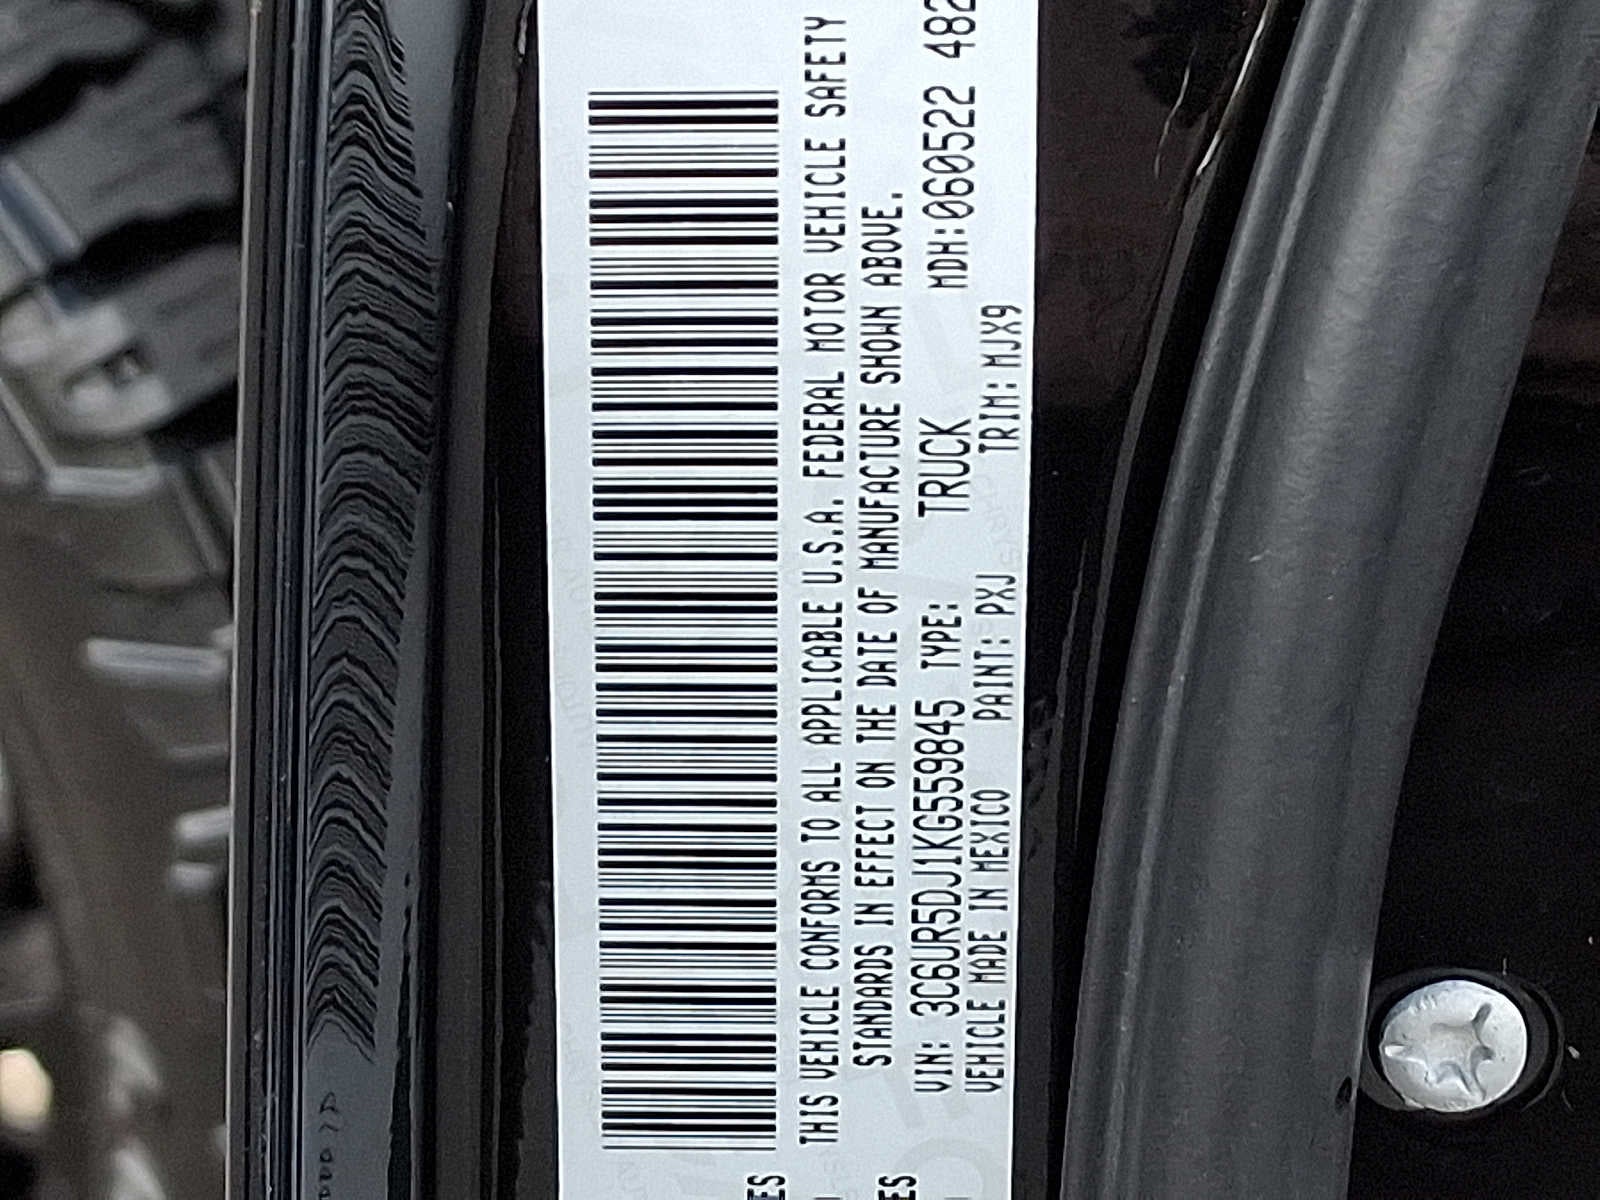 THIS VEHICLE CONFORMS TO ALL APPLICABLE U.S.A. FEDERAL MOTOR VEHICLE SAFETY
STANDARDS IN EFFECT ON THE DATE OF MANUFACTURE SHOWN ABOVE.
VIN: 3C6UR5DJ1KG559845 TYPE: TRUCK MDH:060522 482
VEHICLE MADE IN MEXICO PAINT: PXJ TRIM: MJX9